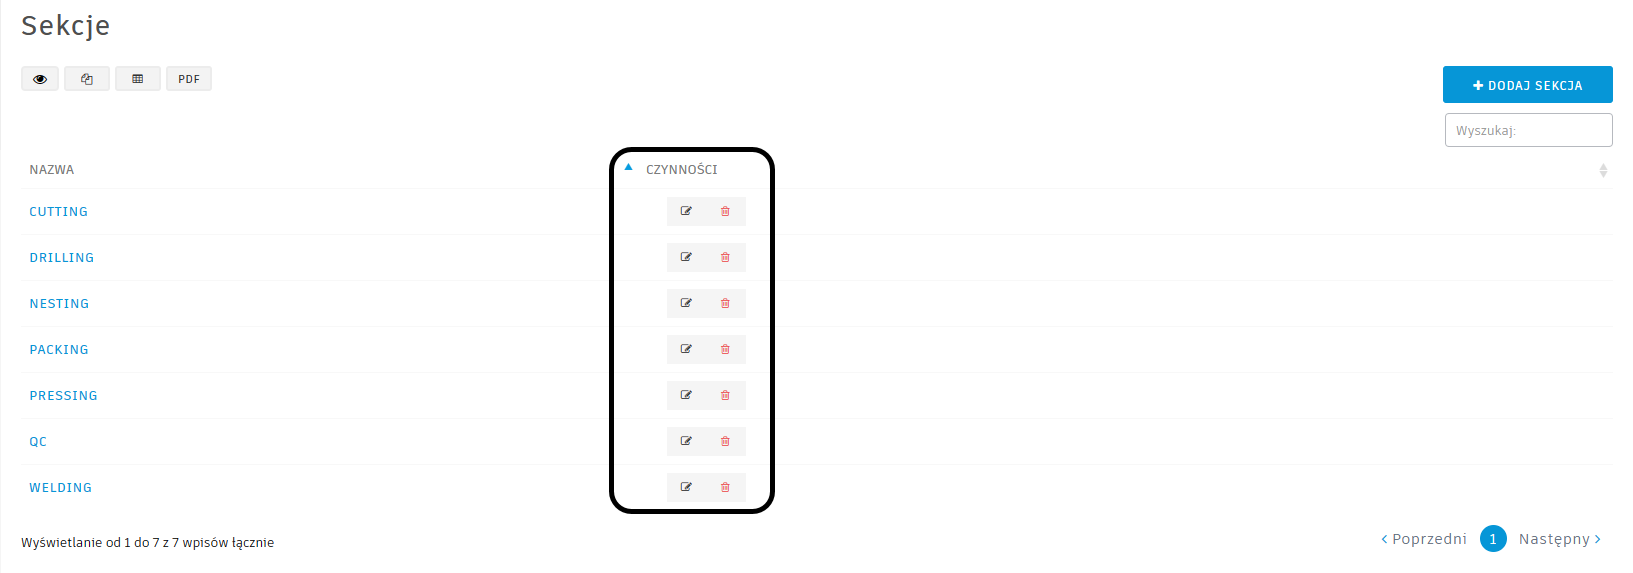 Sekcje
PDF
DODAJ SEKCJA
Wyszukaj:
NAZWA CZYNNOŚCI
CUTTING
DRILLING
NESTING
PACKING
PRESSING
QC
WELDING
Wyświetlanie od 1 do 7 z 7 wpisów łącznie
Poprzedni 1 Następny